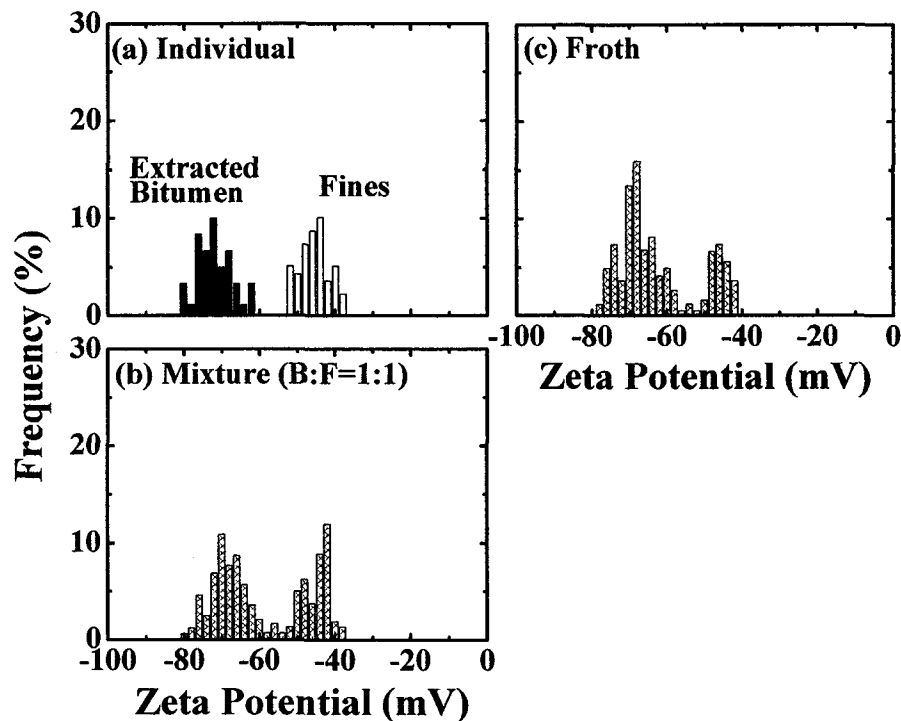 Frequency (%)
30
20
10
0
(a) Individual
Extracted
Bitumen
Fines
(c) Froth
-100 -80 -60 -40 -20 0
Zeta Potential (mV)
30
20
10
0
(b) Mixture (B:F=1:1)
-100 -80 -60 -40 -20 0
Zeta Potential (mV)